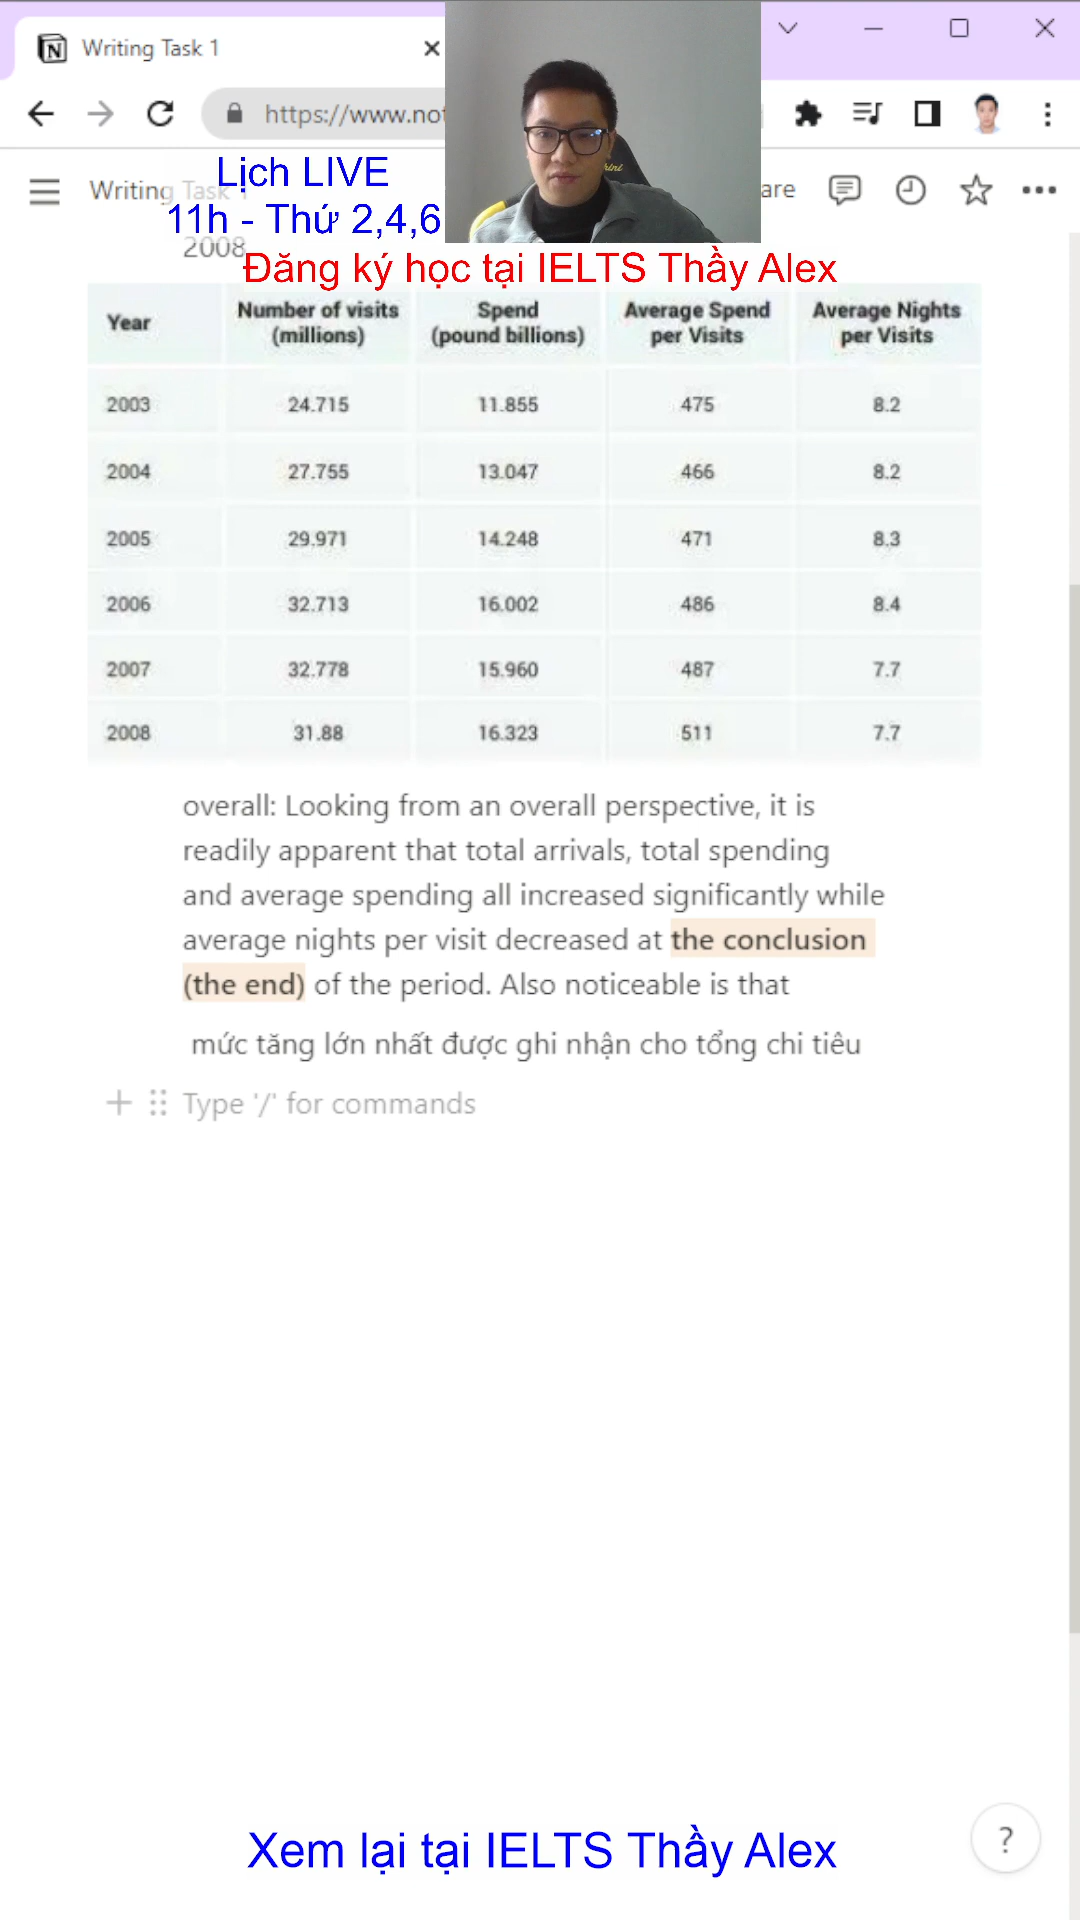 Writing Task 1
https://www.not
Lịch LIVE
Writing Task 1
are
11h - Thứ 2,4,6
2008
Đăng ký học tại IELTS Thầy Alex
Year Number of visits (millions) Spend (pound billions) Average Spend per Visits Average Nights per Visits
2003 24.715 11.855 475 8.2
2004 27.755 13.047 466 8.2
2005 29.971 14.248 471 8.3
2006 32.713 16.002 486 8.4
2007 32.778 15.960 487 7.7
2008 31.88 16.323 511 7.7
overall: Looking from an overall perspective, it is
readily apparent that total arrivals, total spending
and average spending all increased significantly while
average nights per visit decreased at the conclusion
(the end) of the period. Also noticeable is that
mức tăng lớn nhất được ghi nhận cho tổng chi tiêu
Type '/' for commands
Xem lại tại IELTS Thầy Alex
?